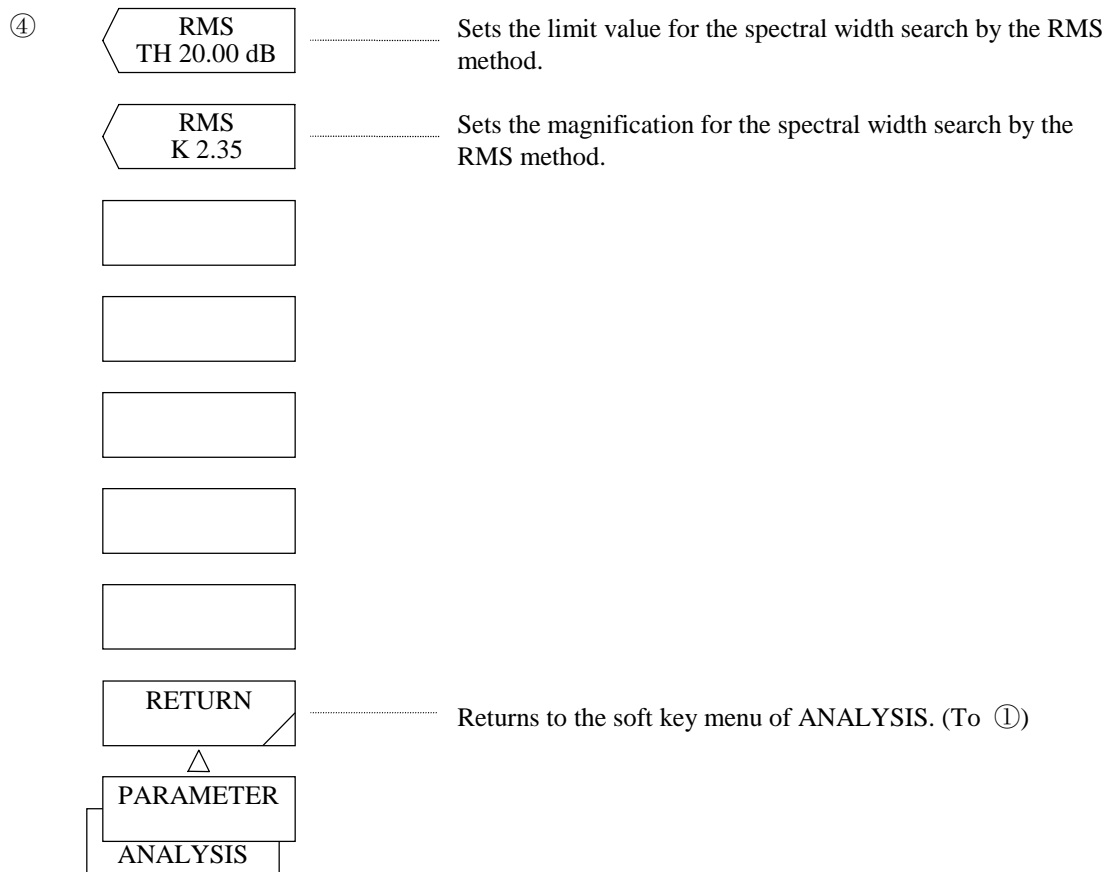 ④
RMS
TH 20.00 dB
Sets the limit value for the spectral width search by the RMS
method.
RMS
K 2.35
Sets the magnification for the spectral width search by the
RMS method.
RETURN
Returns to the soft key menu of ANALYSIS. (To ①)
PARAMETER
ANALYSIS